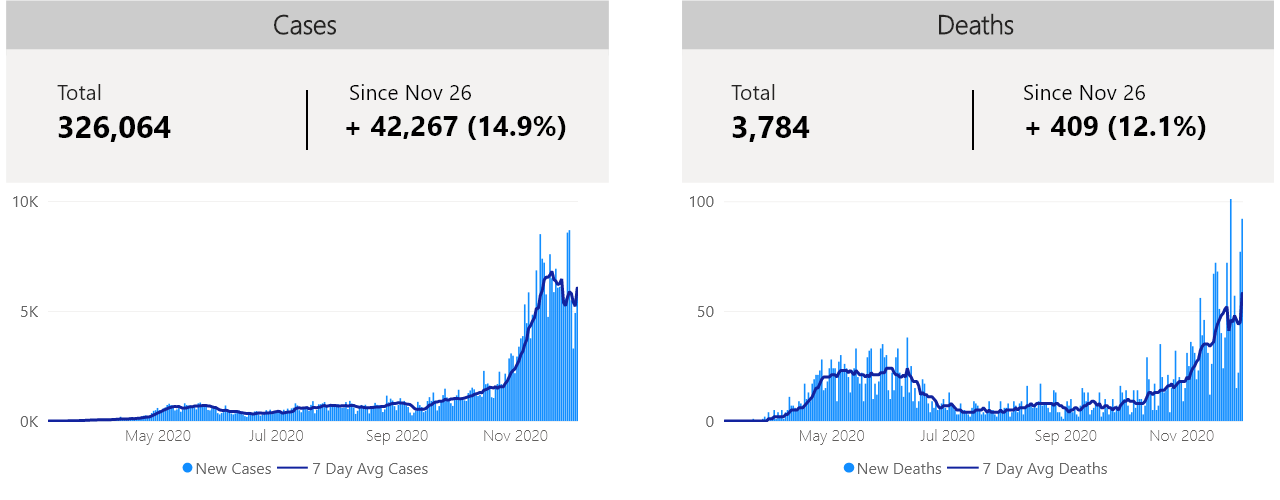 Cases
Total
Since Nov 26
326,064
+ 42,267 (14.9%)
10K
5K
0K
May 2020
Jul 2020
Sep 2020
Nov 2020
New Cases
7 Day Avg Cases
Deaths
Total
Since Nov 26
3,784
+ 409 (12.1%)
100
50
0
May 2020
Jul 2020
Sep 2020
Nov 2020
New Deaths
7 Day Avg Deaths